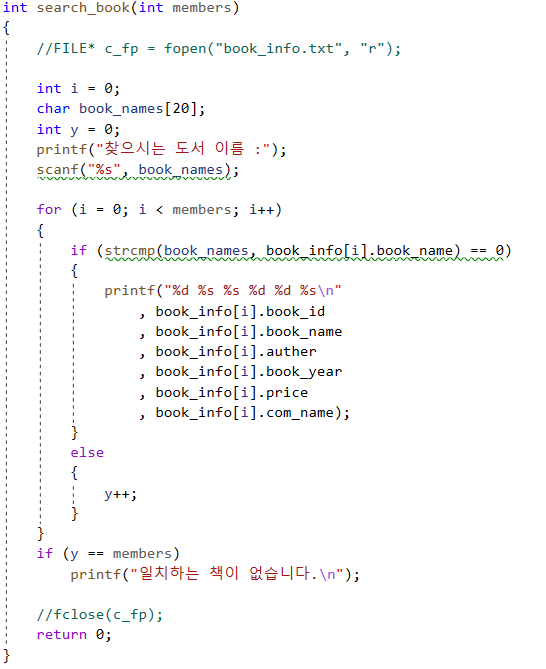 int search_book(int members)
{
//FILE* c_fp = fopen("book_info.txt", "r");
int i = 0;
char book_names[20];
int y = 0;
printf("찾으시는 도서 이름 :");
scanf("%s", book_names);
for (i = 0; i < members; i++)
{
if (strcmp(book_names, book_info[i].book_name) == 0)
{
printf("%d %s %s %d %d %s\n"
, book_info[i].book_id
, book_info[i].book_name
, book_info[i].auther
, book_info[i].book_year
, book_info[i].price
, book_info[i].com_name);
}
else
{
y++;
}
}
if (y == members)
printf("일치하는 책이 없습니다.\n");
//fclose(c_fp);
return 0;
}